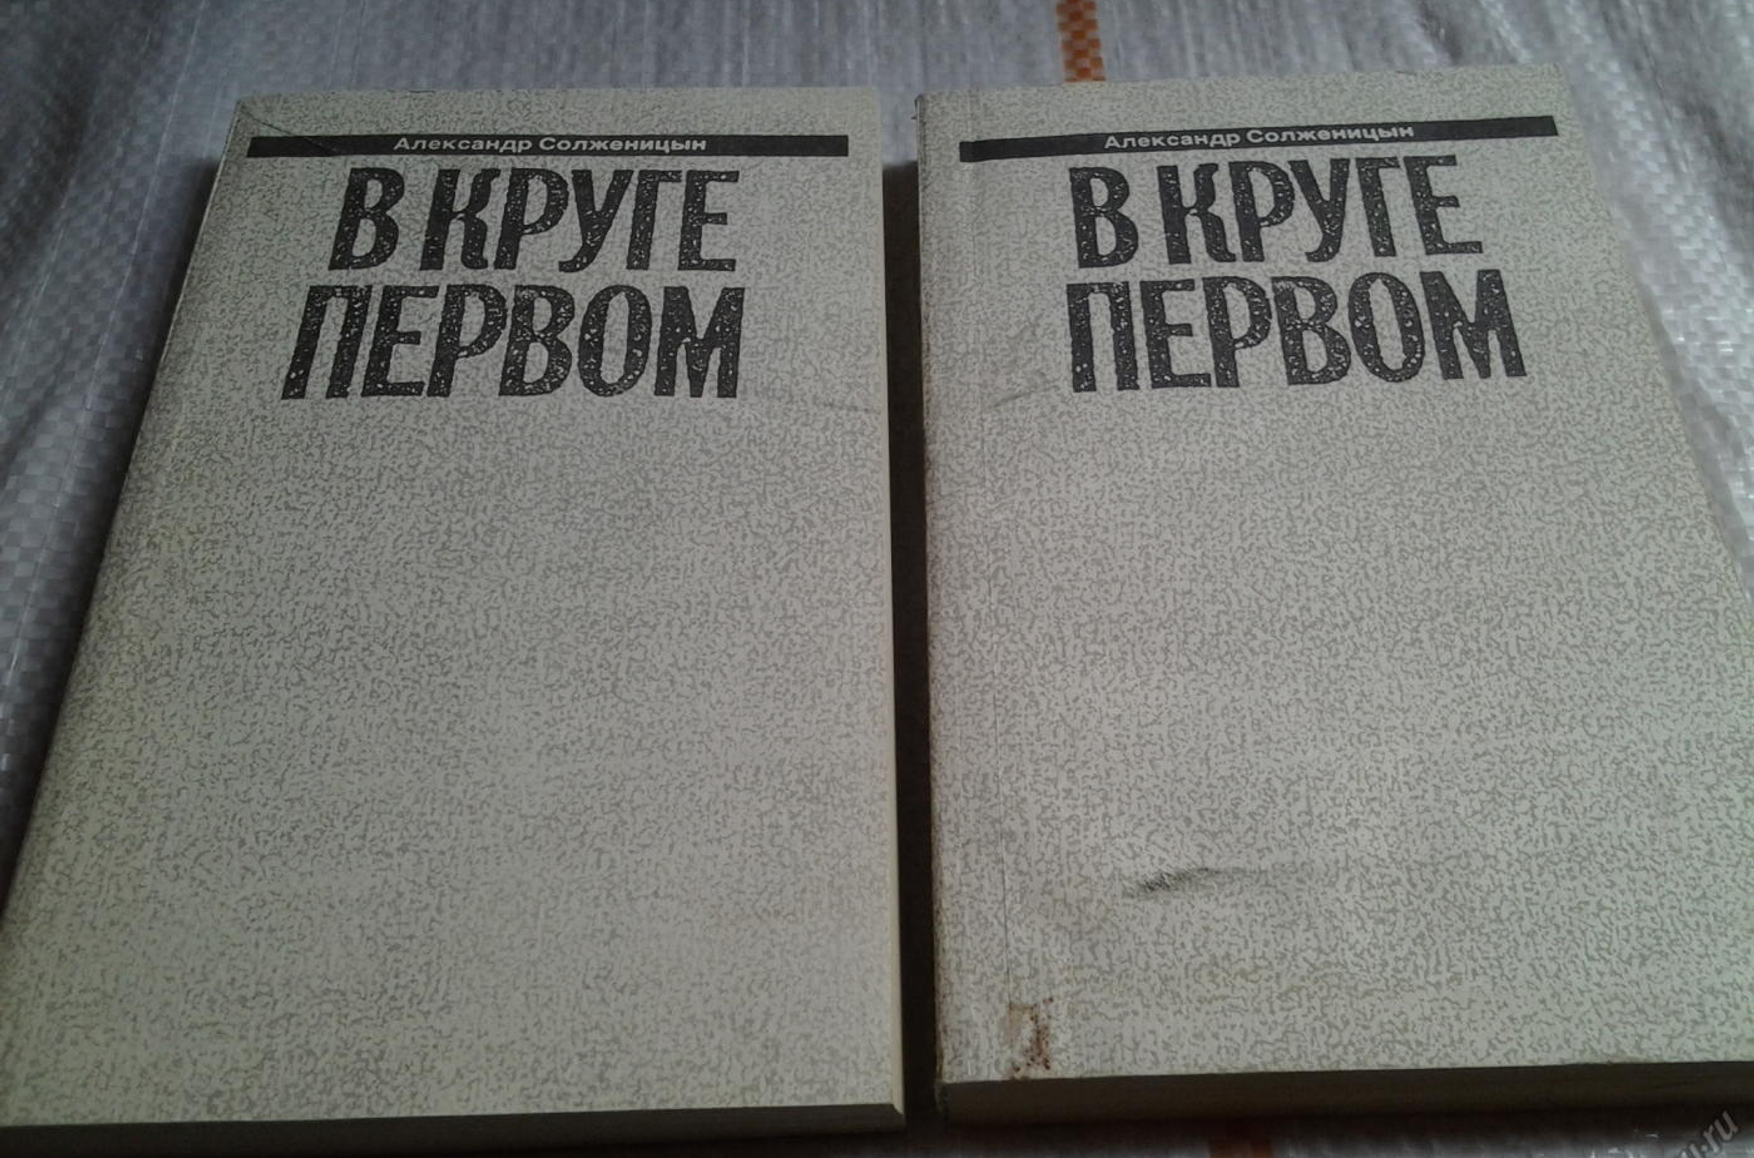 Александр Солженицын
В КРУГЕ
ПЕРВОМ
Александр Солженицын
В КРУГЕ
ПЕРВОМ